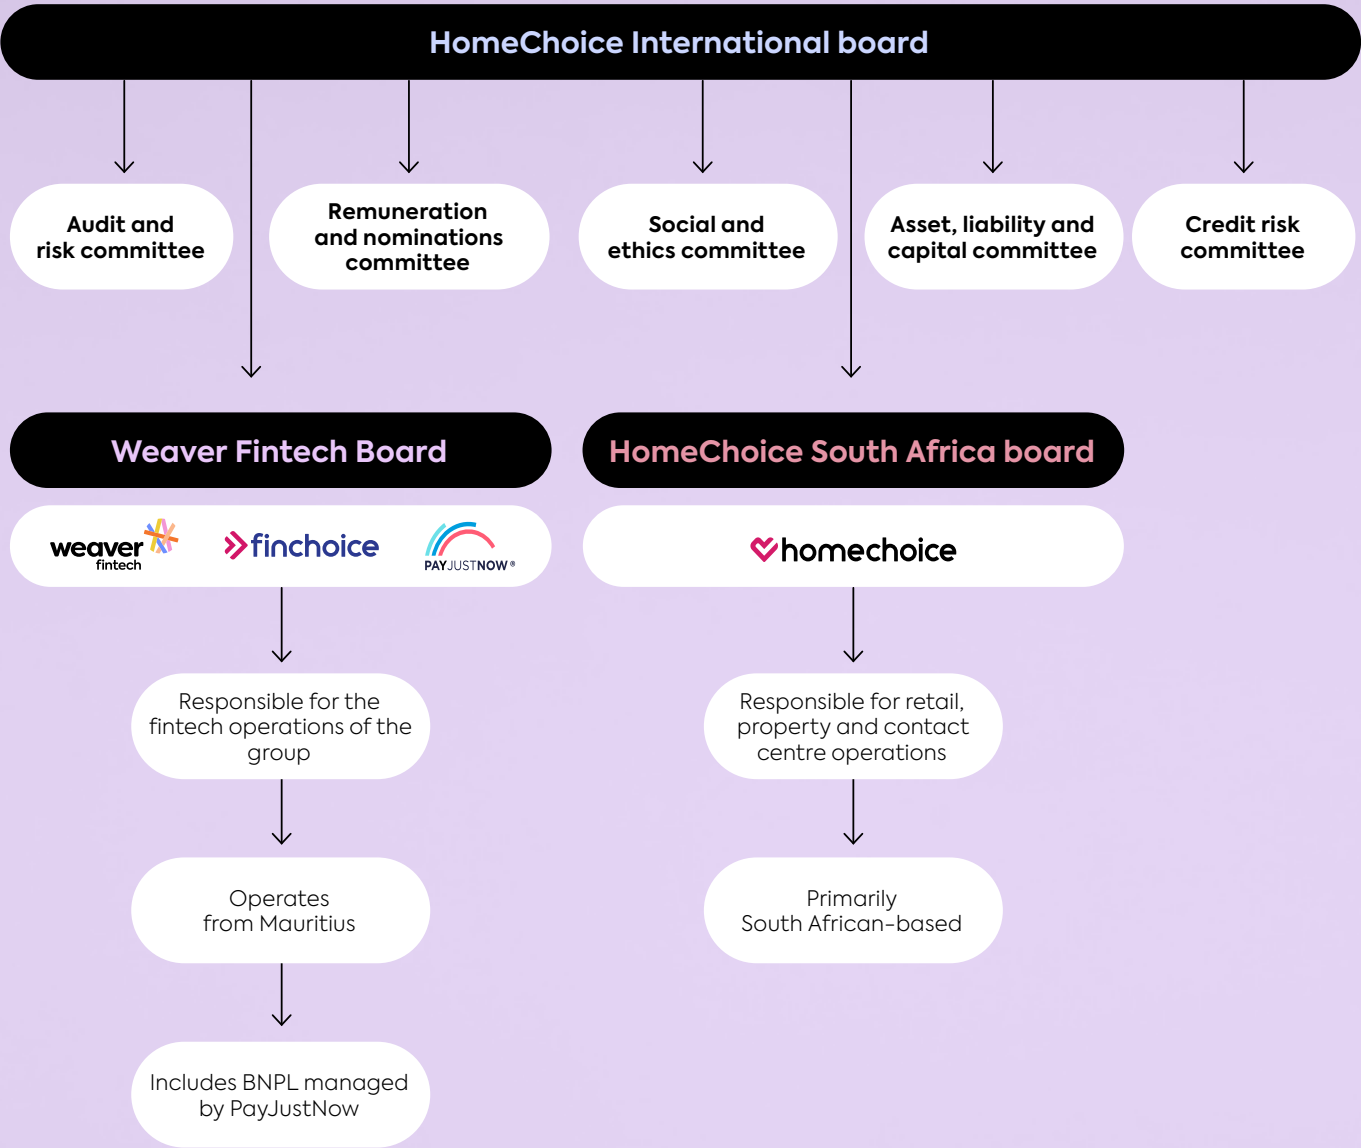 HomeChoice International board
Audit and
risk committee
Remuneration
and nominations
committee
Social and
ethics committee
Asset, liability and
capital committee
Credit risk
committee
Weaver Fintech Board
weaver
fintech
finchoice
PAYJUSTNOW®
Responsible for the
fintech operations of the
group
Operates
from Mauritius
Includes BNPL managed
by PayJustNow
HomeChoice South Africa board
homechoice
Responsible for retail,
property and contact
centre operations
Primarily
South African-based